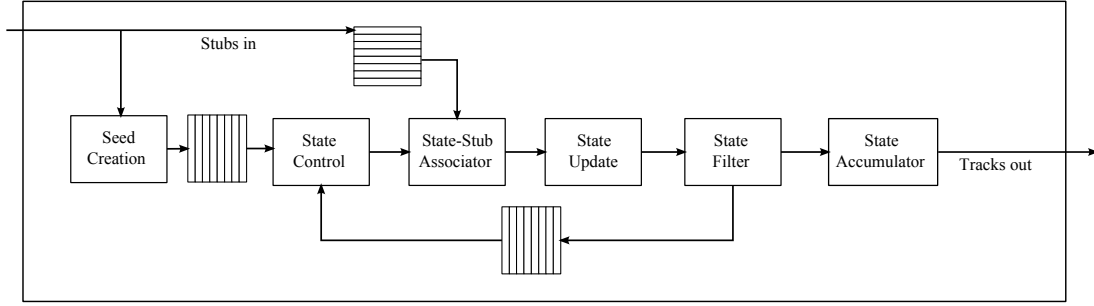 Stubs in
Seed
Creation
State
Control
State-Stub
Associator
State
Update
State
Filter
State
Accumulator
Tracks out